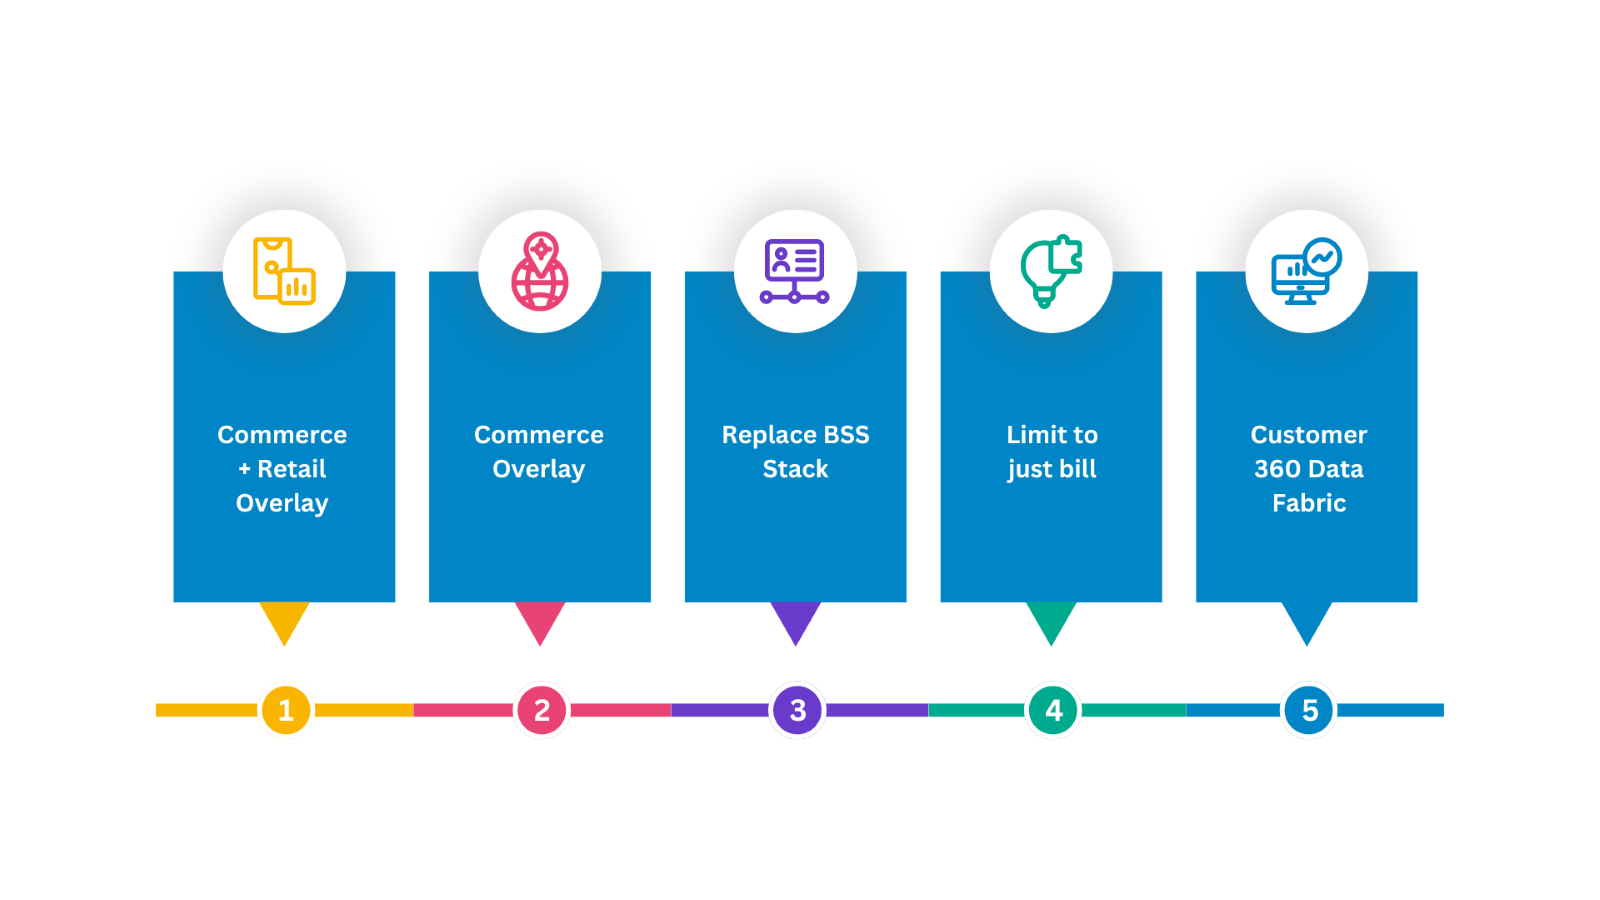 Commerce
+ Retail
Overlay
Commerce
Overlay
Replace BSS
Stack
Limit to
just bill
Customer
360 Data
Fabric
1
2
3
4
5